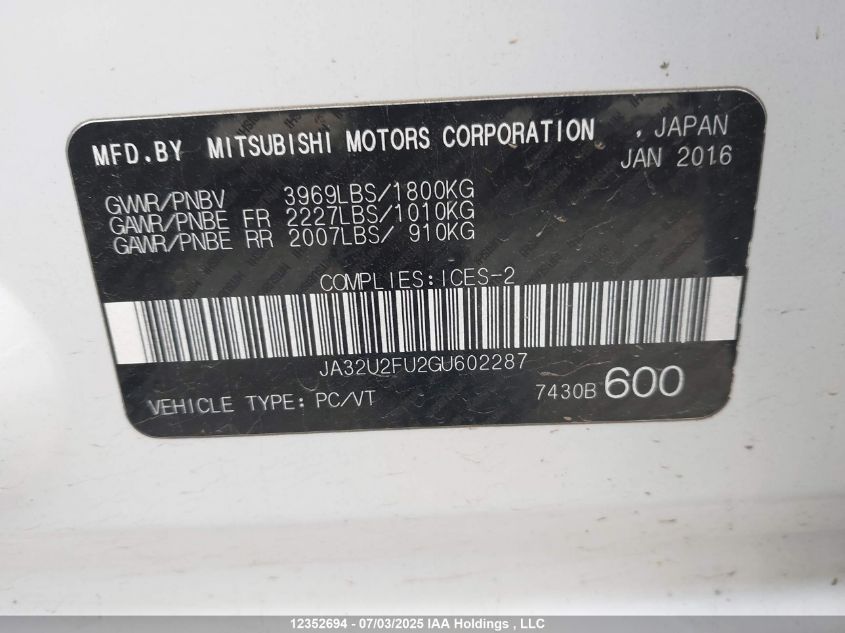 MFD.BY MITSUBISHI MOTORS CORPORATION , JAPAN
JAN 2016
GVWR/PNBV 3969LBS/1800KG
GAWR/PNBE FR 2227LBS/1010KG
GAWR/PNBE RR 2007LBS/ 910KG
COMPLIES:ICES-2
JA32U2FU2GU602287
VEHICLE TYPE: PC/VT 7430B 600
12352694 - 07/03/2025 IAA Holdings , LLC